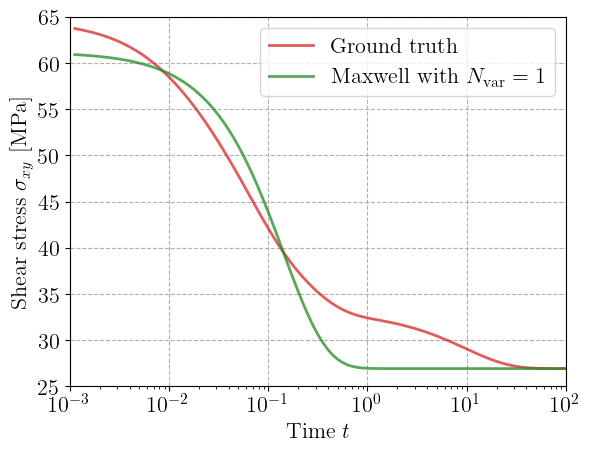 Ground truth
Maxwell with $N_{\mathrm{var}} = 1$
65
60
55
50
45
40
35
30
25
Shear stress $\sigma_{xy}$ [MPa]
$10^{-3}$ $10^{-2}$ $10^{-1}$ $10^{0}$ $10^{1}$ $10^{2}$
Time $t$